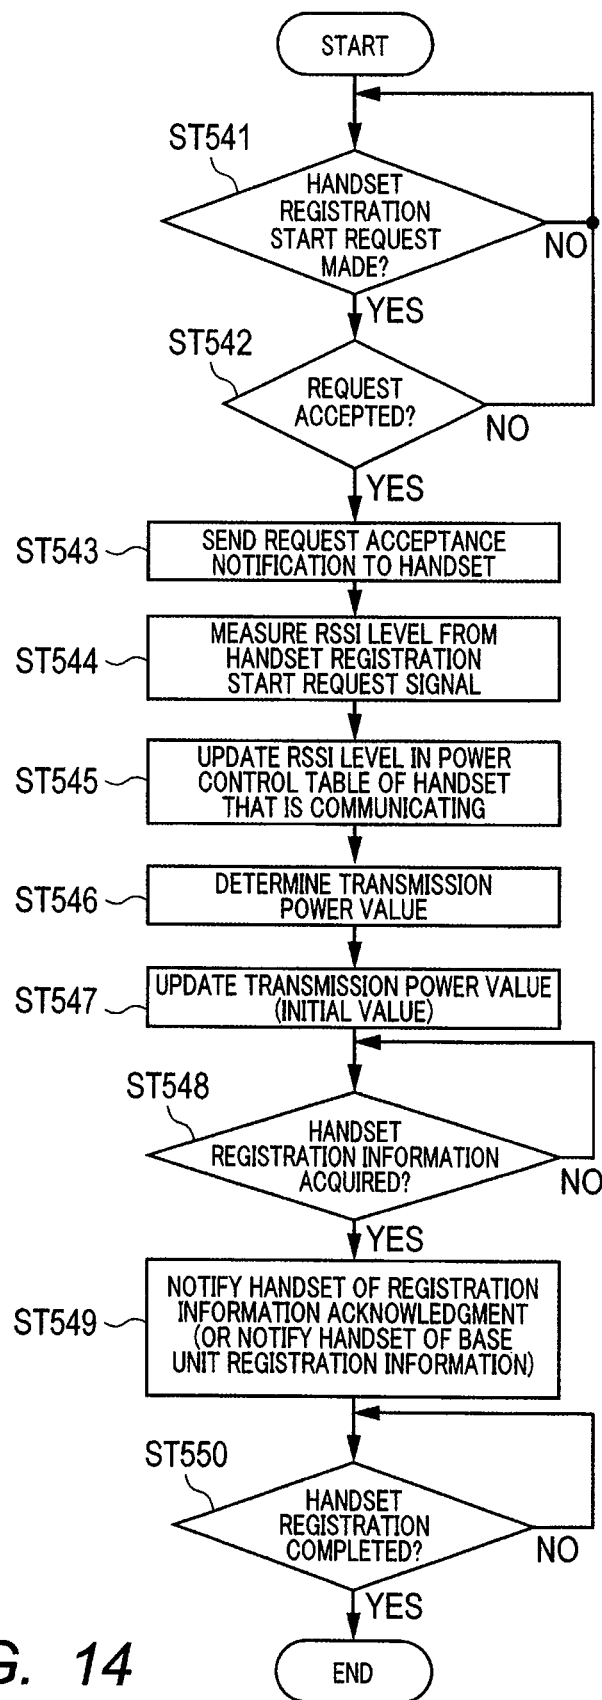 START
ST541
HANDSET
REGISTRATION
START REQUEST
MADE?
NO
YES
ST542
REQUEST
ACCEPTED?
NO
YES
ST543
SEND REQUEST ACCEPTANCE
NOTIFICATION TO HANDSET
ST544
MEASURE RSSI LEVEL FROM
HANDSET REGISTRATION
START REQUEST SIGNAL
ST545
UPDATE RSSI LEVEL IN POWER
CONTROL TABLE OF HANDSET
THAT IS COMMUNICATING
ST546
DETERMINE TRANSMISSION
POWER VALUE
ST547
UPDATE TRANSMISSION POWER VALUE
(INITIAL VALUE)
ST548
HANDSET
REGISTRATION INFORMATION
ACQUIRED?
NO
YES
ST549
NOTIFY HANDSET OF REGISTRATION
INFORMATION ACKNOWLEDGMENT
(OR NOTIFY HANDSET OF BASE
UNIT REGISTRATION INFORMATION)
ST550
HANDSET
REGISTRATION
COMPLETED?
NO
YES
G. 14
END